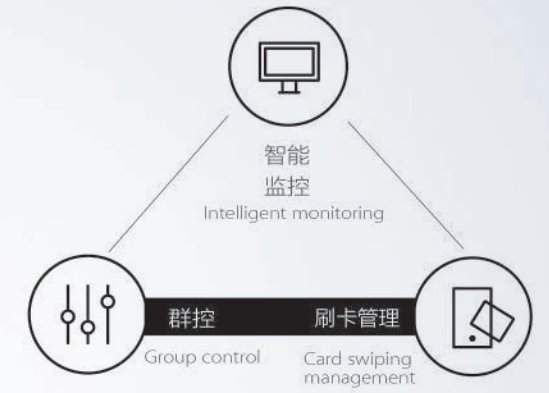 智能
监控
Intelligent monitoring
群控
刷卡管理
Group control
Card swiping
management